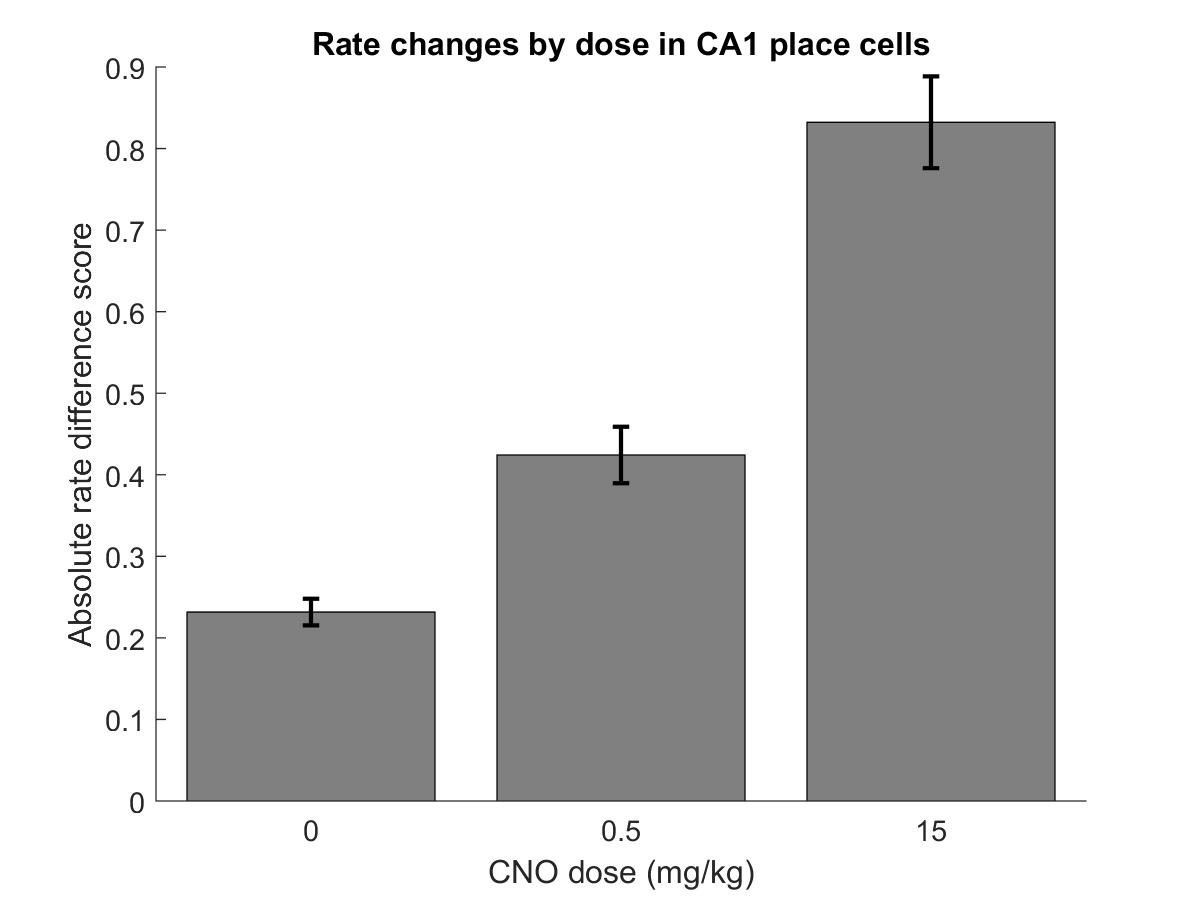 Rate changes by dose in CA1 place cells
0.9
0.8
0.7
0.6
0.5
0.4
0.3
0.2
0.1
0
Absolute rate difference score
0 0.5 15
CNO dose (mg/kg)